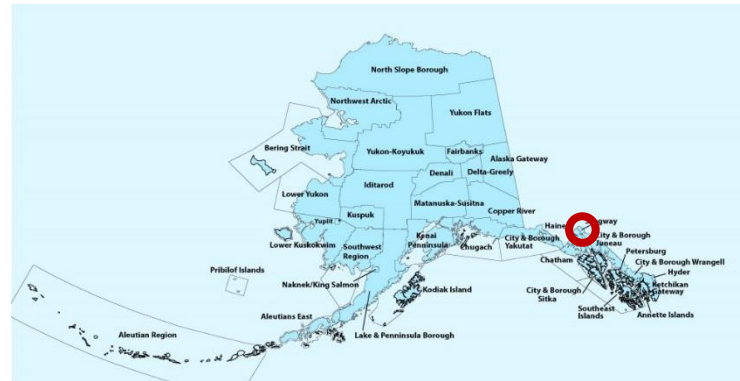 North Slope Borough
Northwest Arctic
Yukon Flats
Bering Strait
Yukon-Koyukuk
Fairbanks
Alaska Gateway
Denali
Delta-Greely
Iditarod
Lower Yukon
Matanuska-Susitna
Copper River
Kuspuk
Yupiit
Lower Kuskokwim
Southwest
Region
Kenai
Penninsula
Chugach
City & Borough
Yakutat
City & Borough
Juneau
Petersburg
City & Borough Wrangell
Hyder
Chatham
Ketchikan
Gateway
Pribilof Islands
Naknek/King Salmon
Kodiak Island
City & Borough
Sitka
Southeast
Islands
Annette Islands
Aleutians East
Lake & Penninsula Borough
Aleutian Region